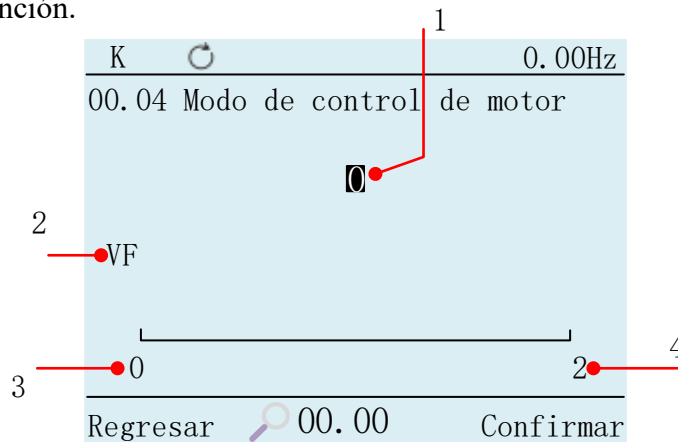 nción.
1
K 0.00Hz
00.04 Modo de control de motor
0
2
VF
0 2
3
4
Regresar 00.00 Confirmar